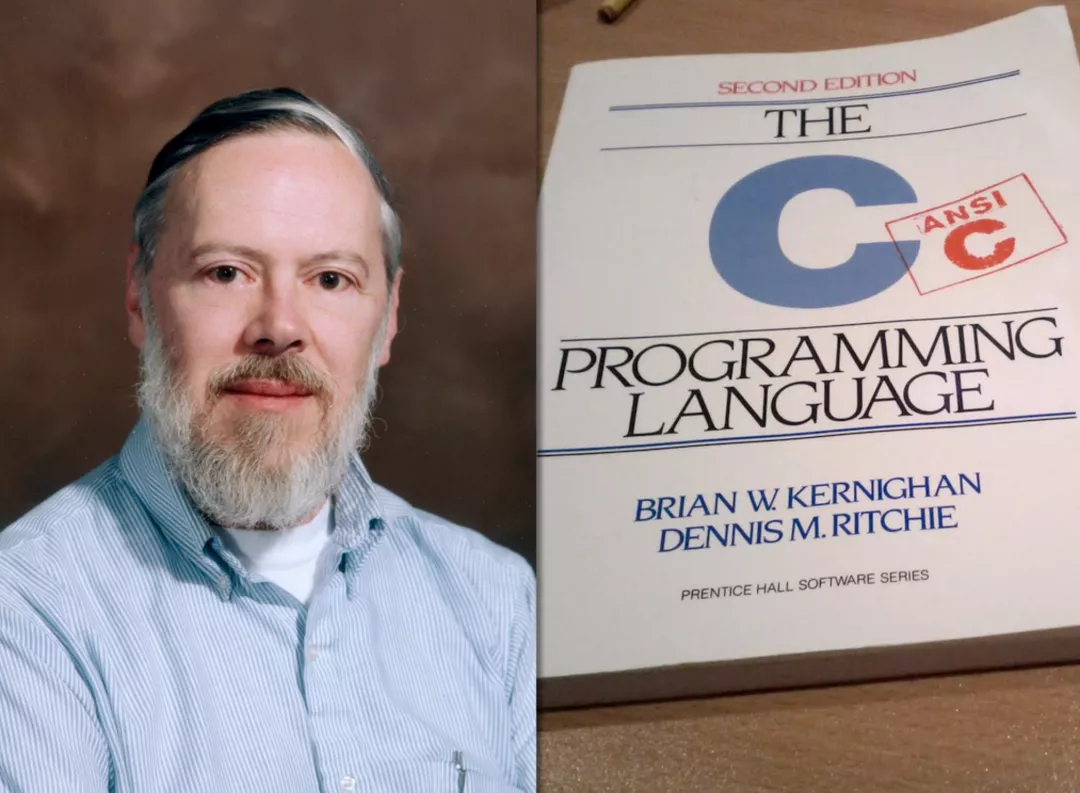 SECOND EDITION
THE
C
ANSI
C
PROGRAMMING
LANGUAGE
BRIAN W. KERNIGHAN
DENNIS M. RITCHIE
PRENTICE HALL SOFTWARE SERIES